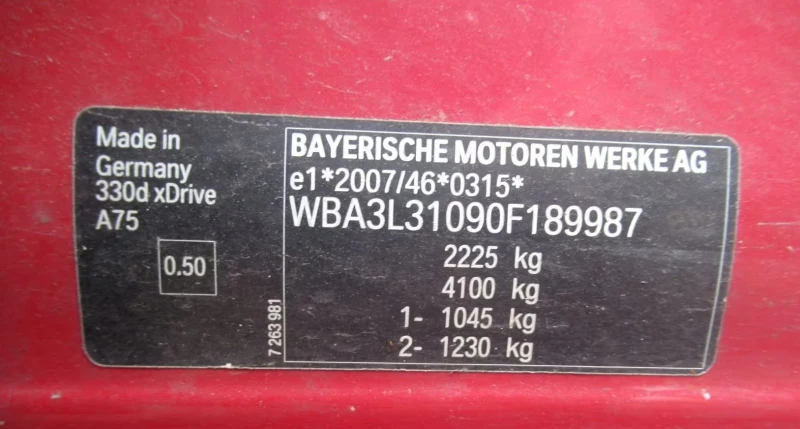 Made in
Germany
330d xDrive
A75
0.50
7 263 981
BAYERISCHE MOTOREN WERKE AG
e1*2007/46*0315*
WBA3L31090F189987
2225 kg
4100 kg
1- 1045 kg
2- 1230 kg